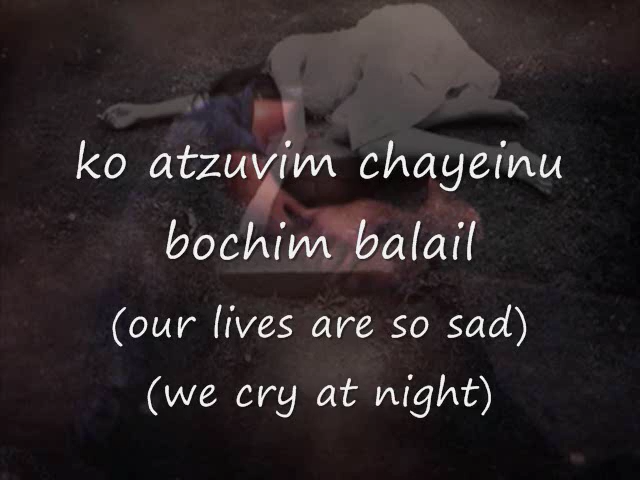 ko atzuvim chayeinu
bochim balail
(our lives are so sad)
(we cry at night)